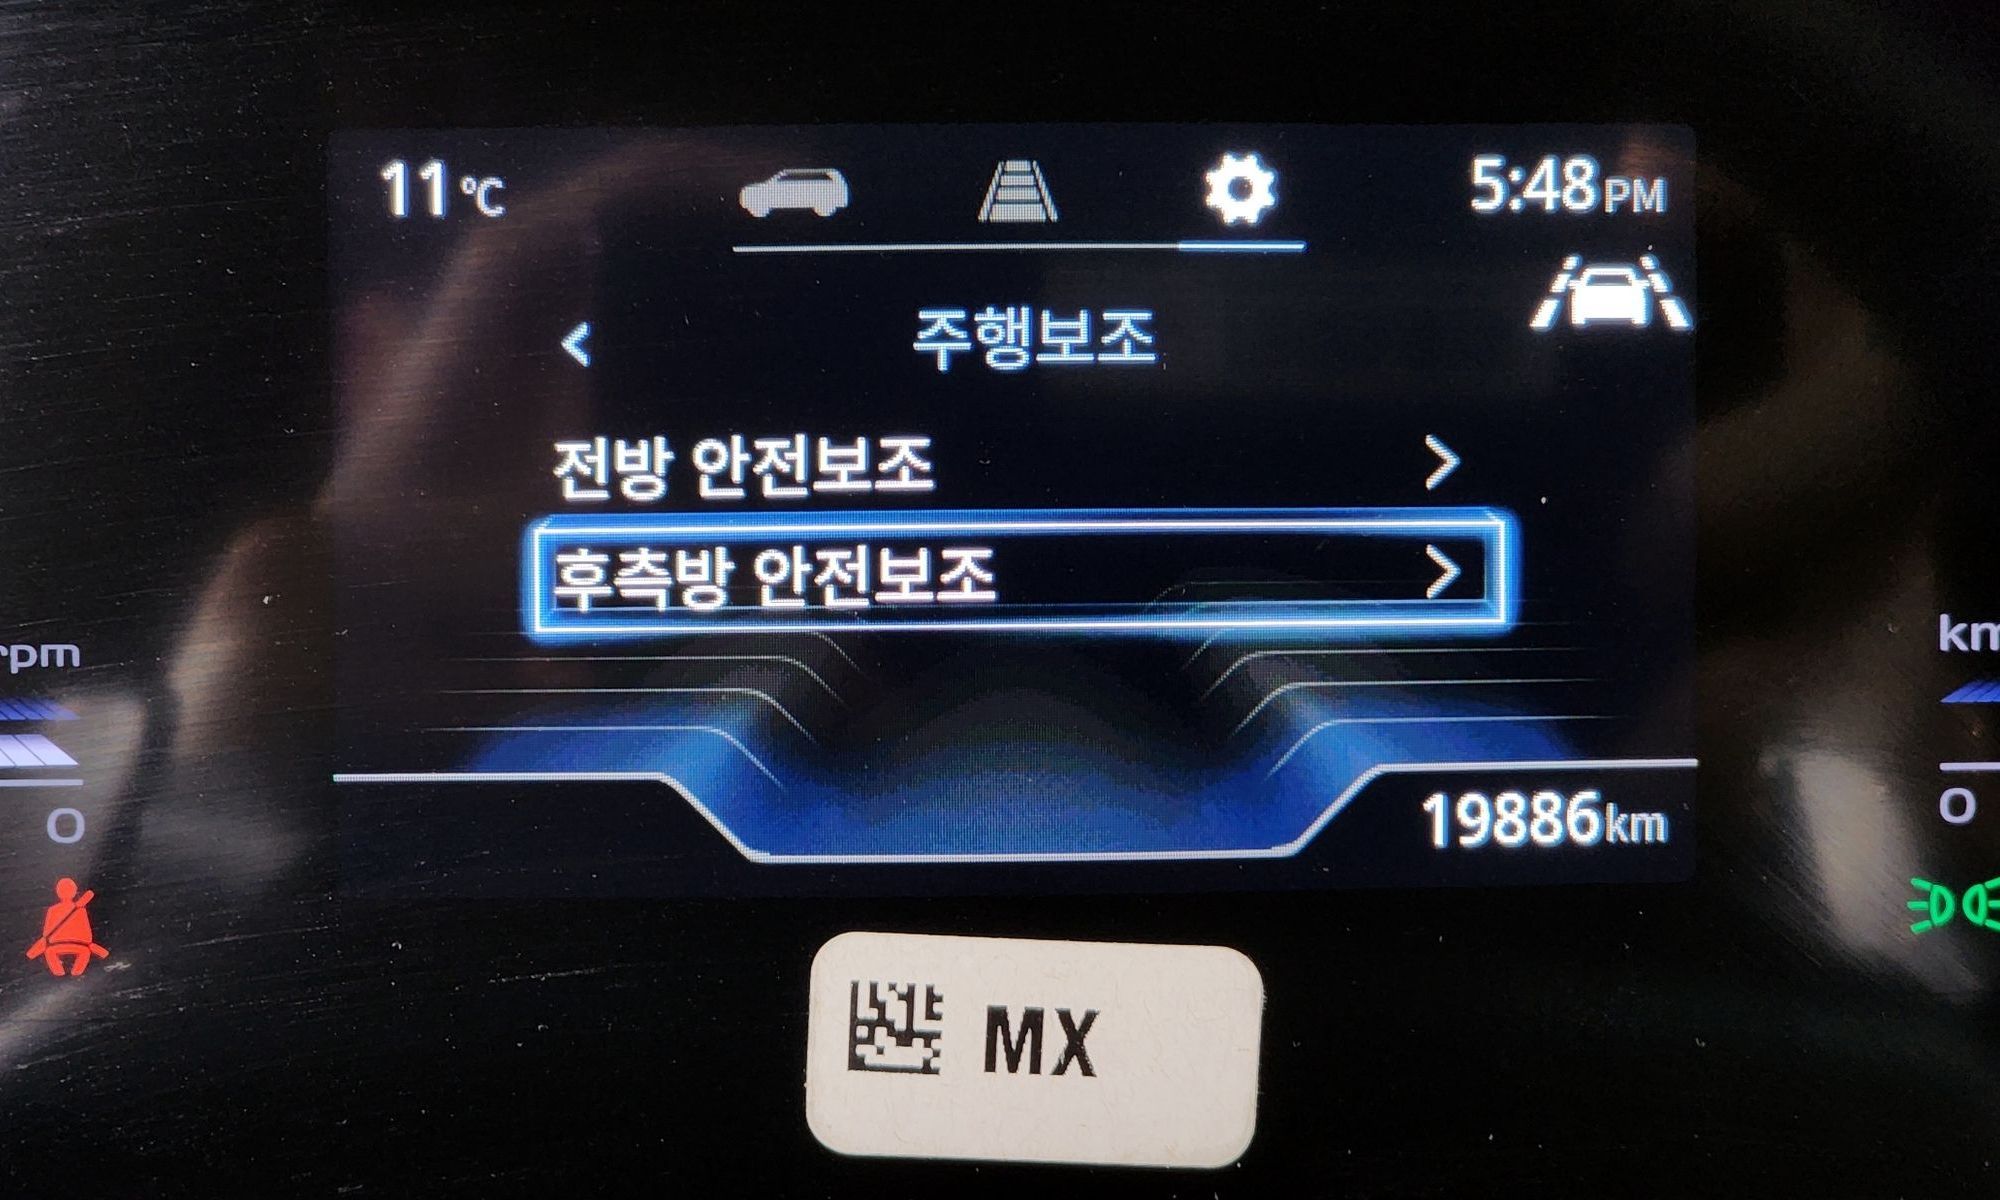 11℃
5:48PM
주행보조
전방 안전보조
후측방 안전보조
rpm
0
km
0
19886km
MX